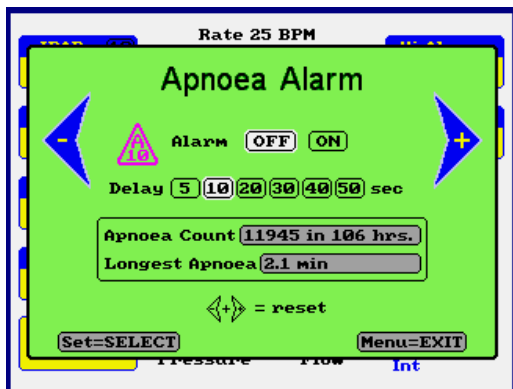 Rate 25 BPM
Apnoea Alarm
-
+
A
10
Alarm OFF ON
Delay 5 10 20 30 40 50 sec
Apnoea Count 11945 in 106 hrs.
Longest Apnoea 2.1 min
+ = reset
Set=SELECT
Menu=EXIT
Pressure Flow
Int